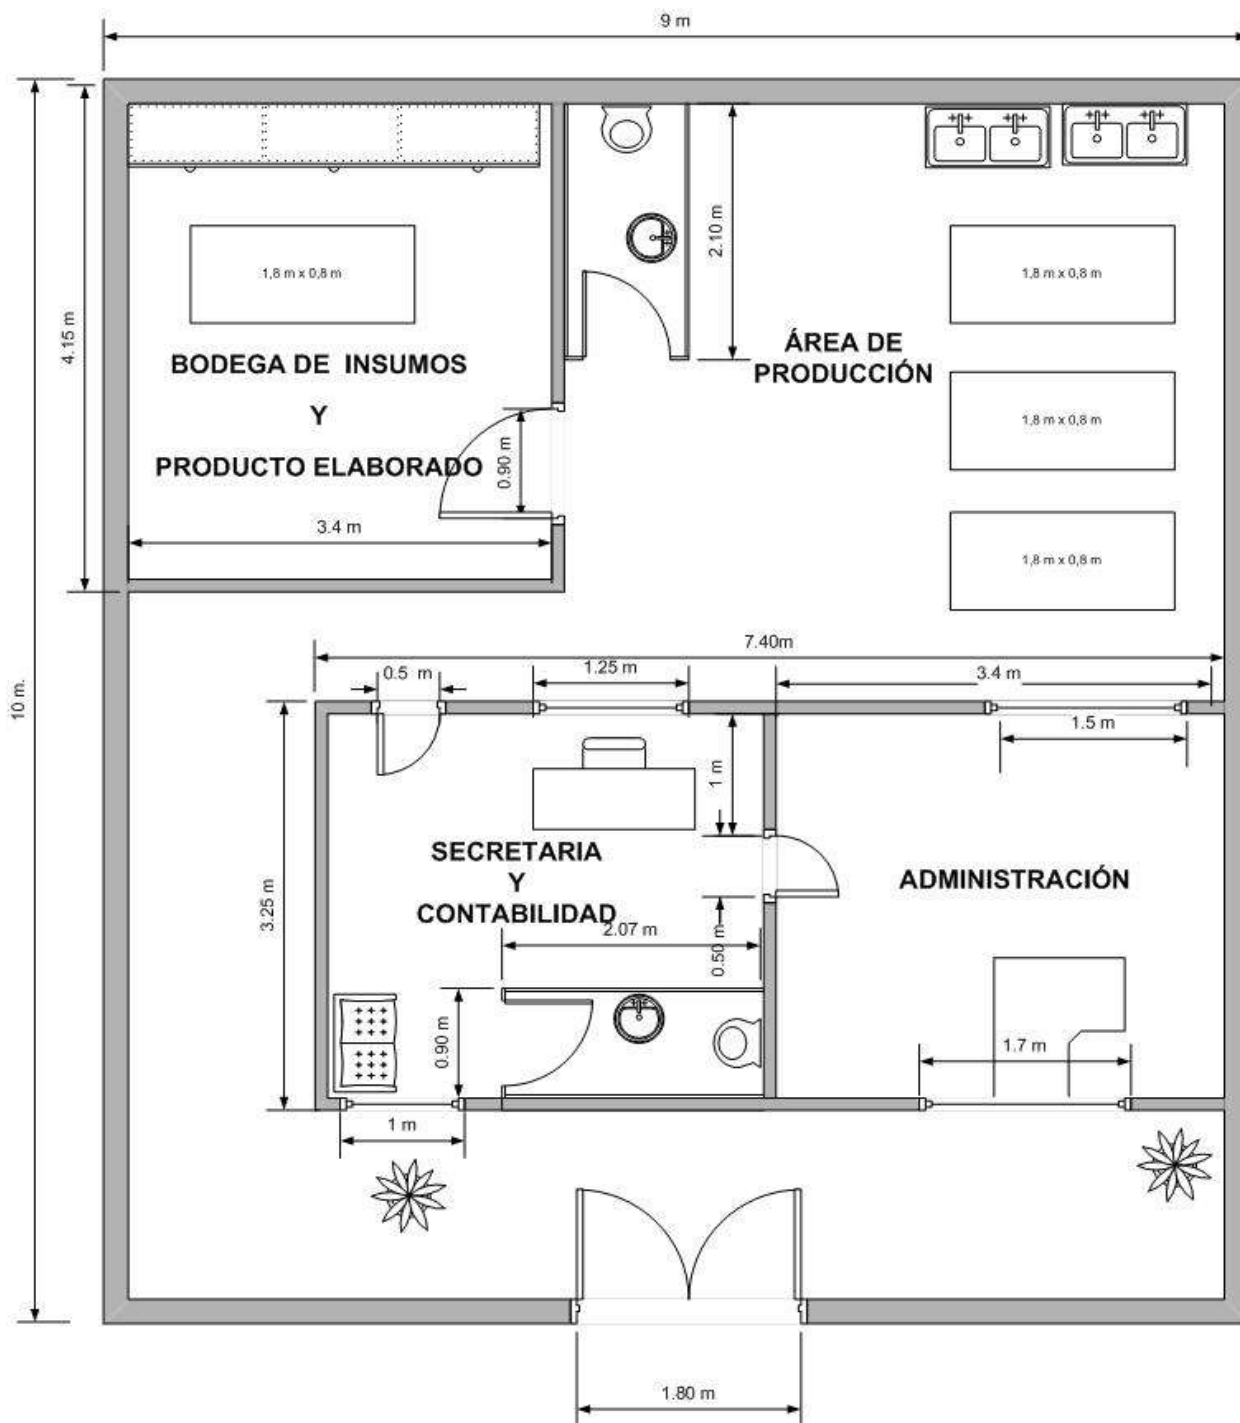 9 m
2.10 m
1,8 m x 0,8 m
1,8 m x 0,8 m
4.15 m
ÁREA DE
PRODUCCIÓN
BODEGA DE INSUMOS
Y
PRODUCTO ELABORADO
1,8 m x 0,8 m
0.90 m
3.4 m
1,8 m x 0,8 m
7.40m
0.5 m
1.25 m
3.4 m
10 m.
1.5 m
1 m
SECRETARIA
Y
CONTABILIDAD
ADMINISTRACIÓN
3.25 m
2.07 m
0.50 m
0.90 m
1.7 m
1 m
1.80 m